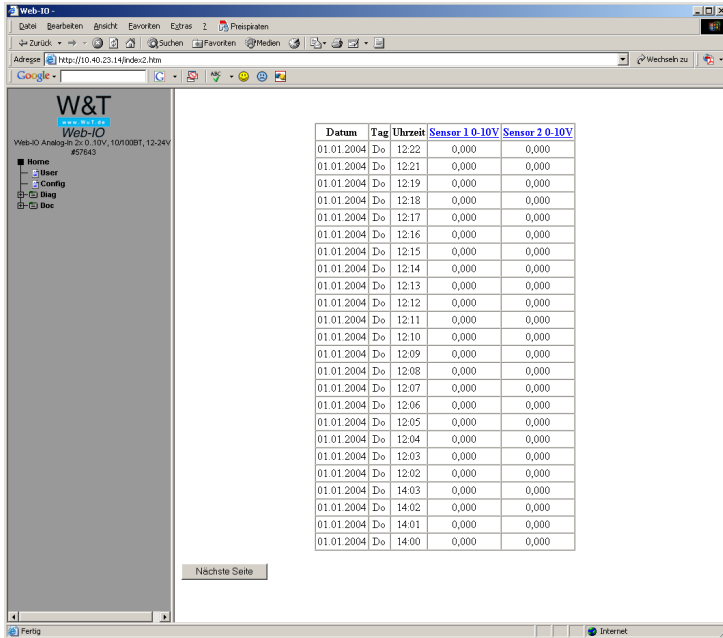 Web-IO -
Datei Bearbeiten Ansicht Favoriten Extras ? Preispiraten
Zurück Suchen Favoriten Medien
Adresse http://10.40.23.14/index2.htm Wechseln zu
Google
W&T
www.WuT.de
Web-IO
Web-IO Analog-In 2x 0..10V, 10/100BT, 12-24V
#57643
Home
User
Config
Diag
Doc
Datum Tag Uhrzeit Sensor 1 0-10V Sensor 2 0-10V
01.01.2004 Do 12:22 0,000 0,000
01.01.2004 Do 12:21 0,000 0,000
01.01.2004 Do 12:19 0,000 0,000
01.01.2004 Do 12:18 0,000 0,000
01.01.2004 Do 12:17 0,000 0,000
01.01.2004 Do 12:16 0,000 0,000
01.01.2004 Do 12:15 0,000 0,000
01.01.2004 Do 12:14 0,000 0,000
01.01.2004 Do 12:13 0,000 0,000
01.01.2004 Do 12:12 0,000 0,000
01.01.2004 Do 12:11 0,000 0,000
01.01.2004 Do 12:10 0,000 0,000
01.01.2004 Do 12:09 0,000 0,000
01.01.2004 Do 12:08 0,000 0,000
01.01.2004 Do 12:07 0,000 0,000
01.01.2004 Do 12:06 0,000 0,000
01.01.2004 Do 12:05 0,000 0,000
01.01.2004 Do 12:04 0,000 0,000
01.01.2004 Do 12:03 0,000 0,000
01.01.2004 Do 12:02 0,000 0,000
01.01.2004 Do 14:03 0,000 0,000
01.01.2004 Do 14:02 0,000 0,000
01.01.2004 Do 14:01 0,000 0,000
01.01.2004 Do 14:00 0,000 0,000
Nächste Seite
Fertig Internet